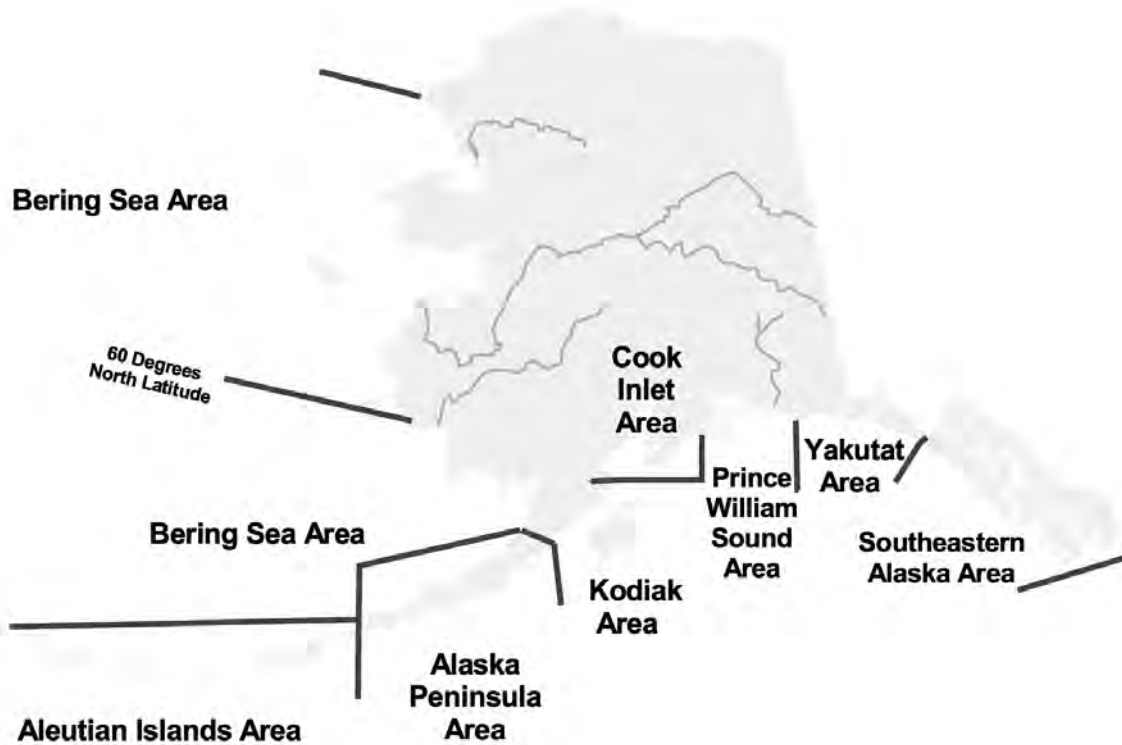 Bering Sea Area
60 Degrees
North Latitude
Cook
Inlet
Area
Yakutat
Area
Prince
William
Sound
Area
Bering Sea Area
Southeastern
Alaska Area
Kodiak
Area
Alaska
Peninsula
Area
Aleutian Islands Area